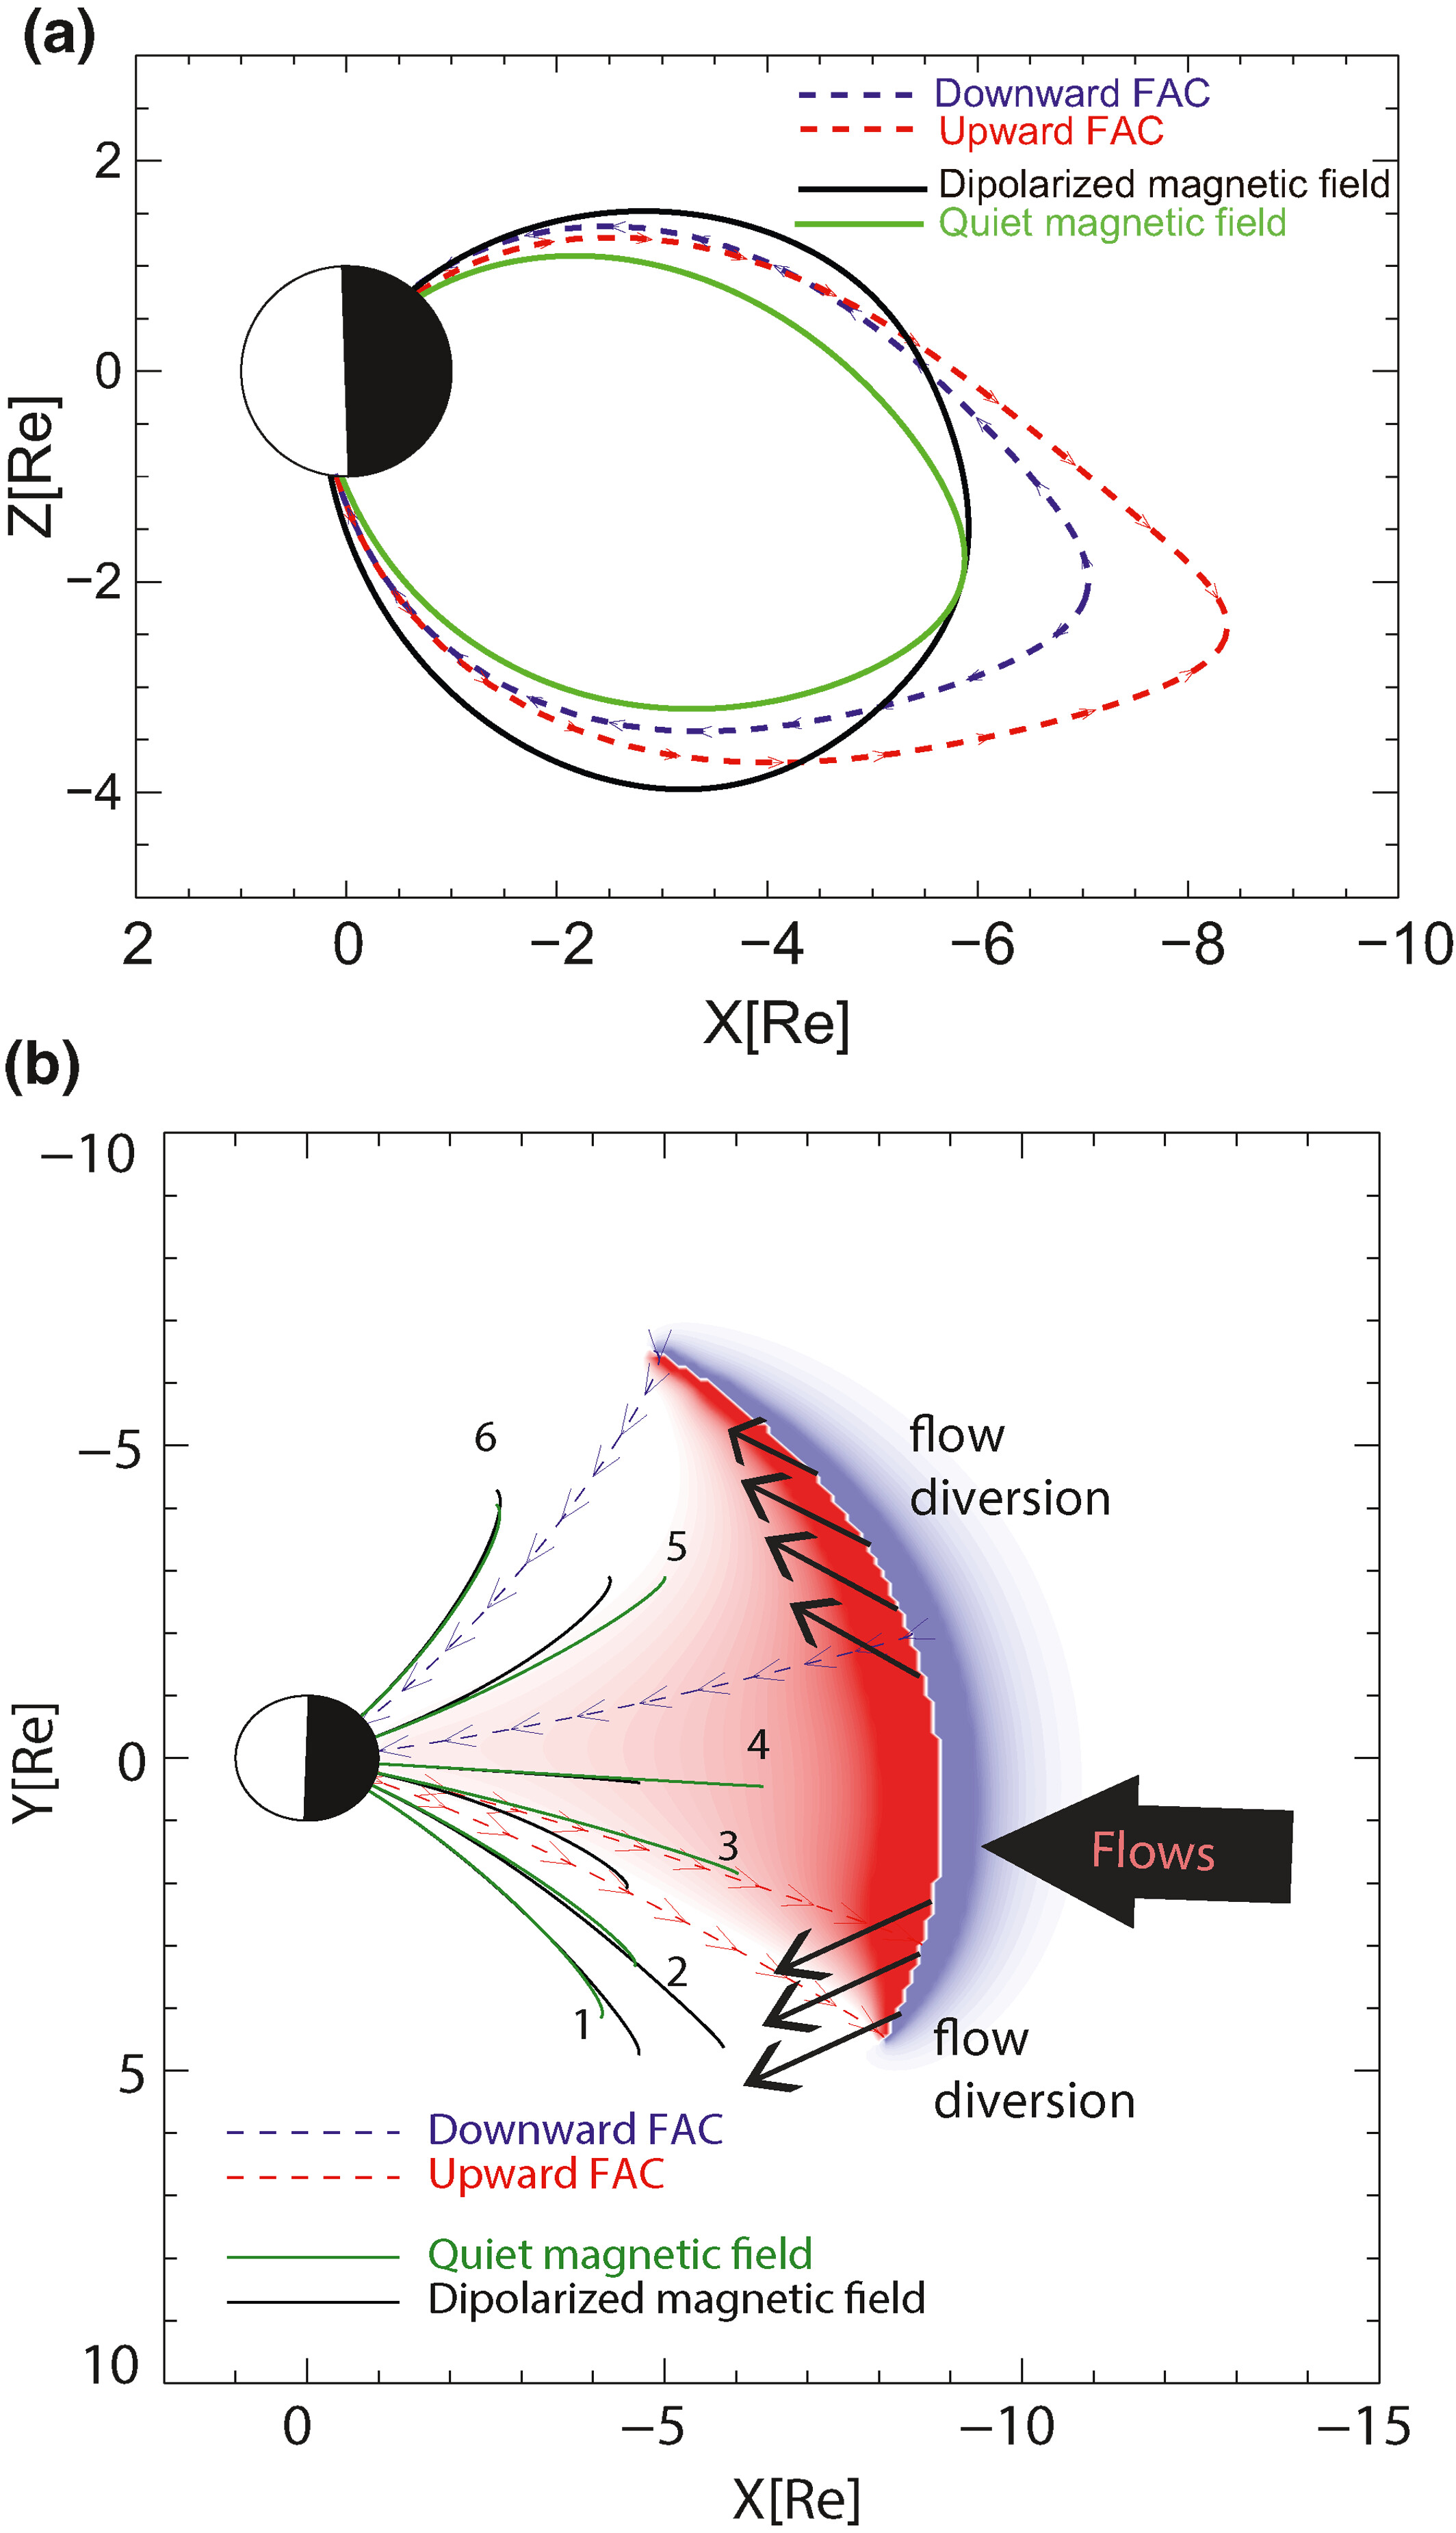 (a)
Downward FAC
Upward FAC
Dipolarized magnetic field
Quiet magnetic field
2
0
−2
−4
Z[Re]
2 0 −2 −4 −6 −8 −10
X[Re]
(b)
−10
−5
0
5
10
Y[Re]
6
flow
diversion
5
4
3
Flows
2
1
flow
diversion
Downward FAC
Upward FAC
Quiet magnetic field
Dipolarized magnetic field
0 −5 −10 −15
X[Re]